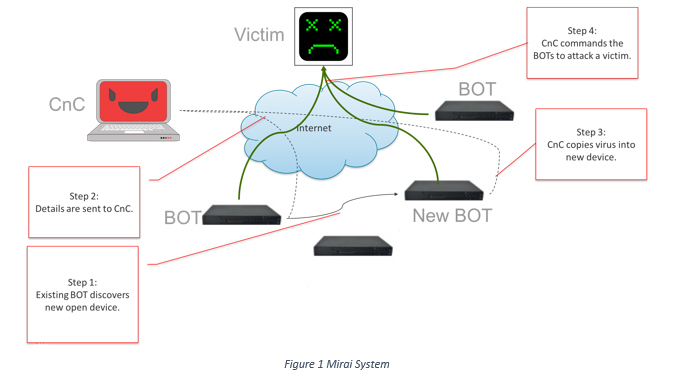 Victim
Step 4:
CnC commands the
BOTs to attack a victim.
CnC
BOT
Internet
Step 3:
CnC copies virus into
new device.
Step 2:
Details are sent to CnC.
BOT
New BOT
Step 1:
Existing BOT discovers
new open device.
Figure 1 Mirai System